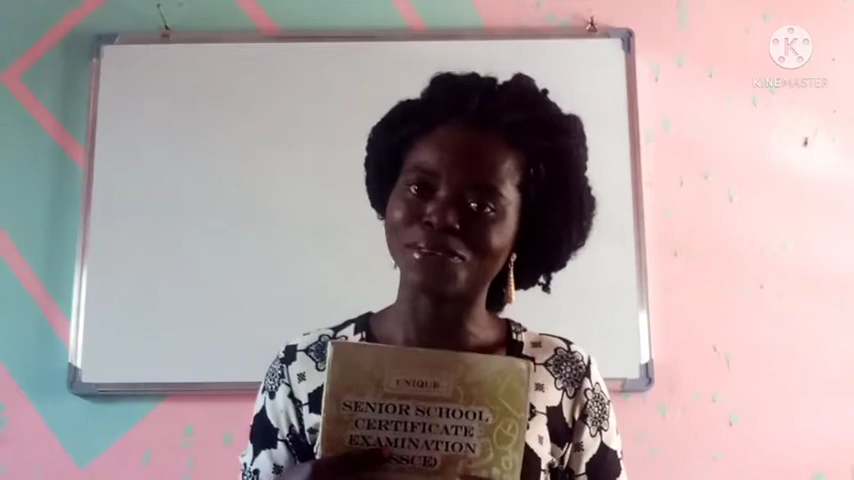 K
KINEMASTER
UNIQUE
SENIOR SCHOOL
CERTIFICATE
EXAMINATION
(SSCE)